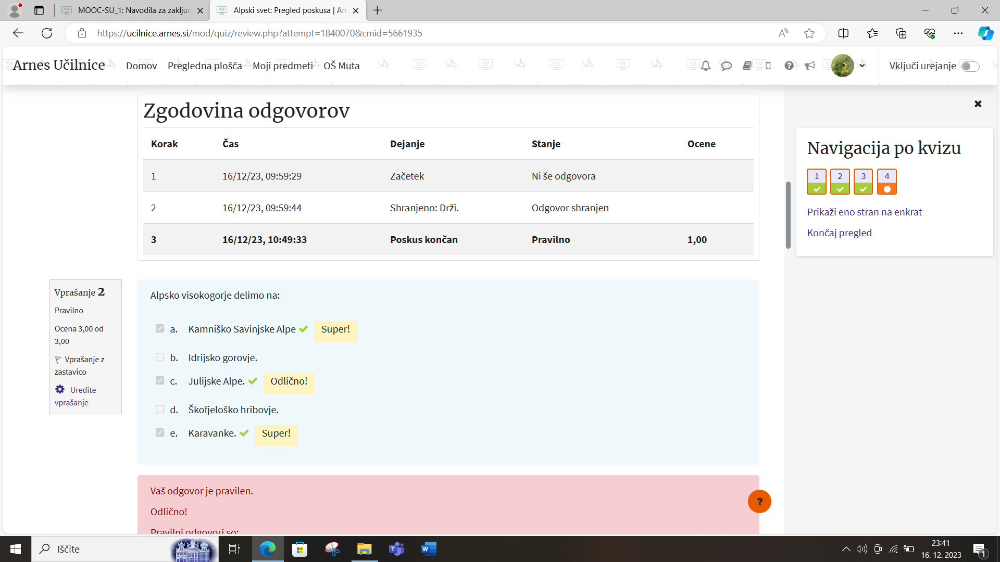 MOOC-SU_1: Navodila za zaključ
Alpski svet: Pregled poskusa | Arn
https://ucilnice.arnes.si/mod/quiz/review.php?attempt=1840070&cmid=5661935
Arnes Učilnice
Domov
Pregledna plošča
Moji predmeti
OŠ Muta
Vključi urejanje
Zgodovina odgovorov
Korak Čas Dejanje Stanje Ocene
1 16/12/23, 09:59:29 Začetek Ni še odgovora
2 16/12/23, 09:59:44 Shranjeno: Drži. Odgovor shranjen
3 16/12/23, 10:49:33 Poskus končan Pravilno 1,00
Navigacija po kvizu
1 2 3 4
Prikaži eno stran na enkrat
Končaj pregled
Vprašanje 2
Pravilno
Ocena 3,00 od
3,00
Vprašanje z
zastavico
Uredite
vprašanje
Alpsko visokogorje delimo na:
a. Kamniško Savinjske Alpe Super!
b. Idrijsko gorovje.
c. Julijske Alpe. Odlično!
d. Škofjeloško hribovje.
e. Karavanke. Super!
Vaš odgovor je pravilen.
Odlično!
Pravilni odgovori so:
?
Iščite
23:41
16. 12. 2023
1